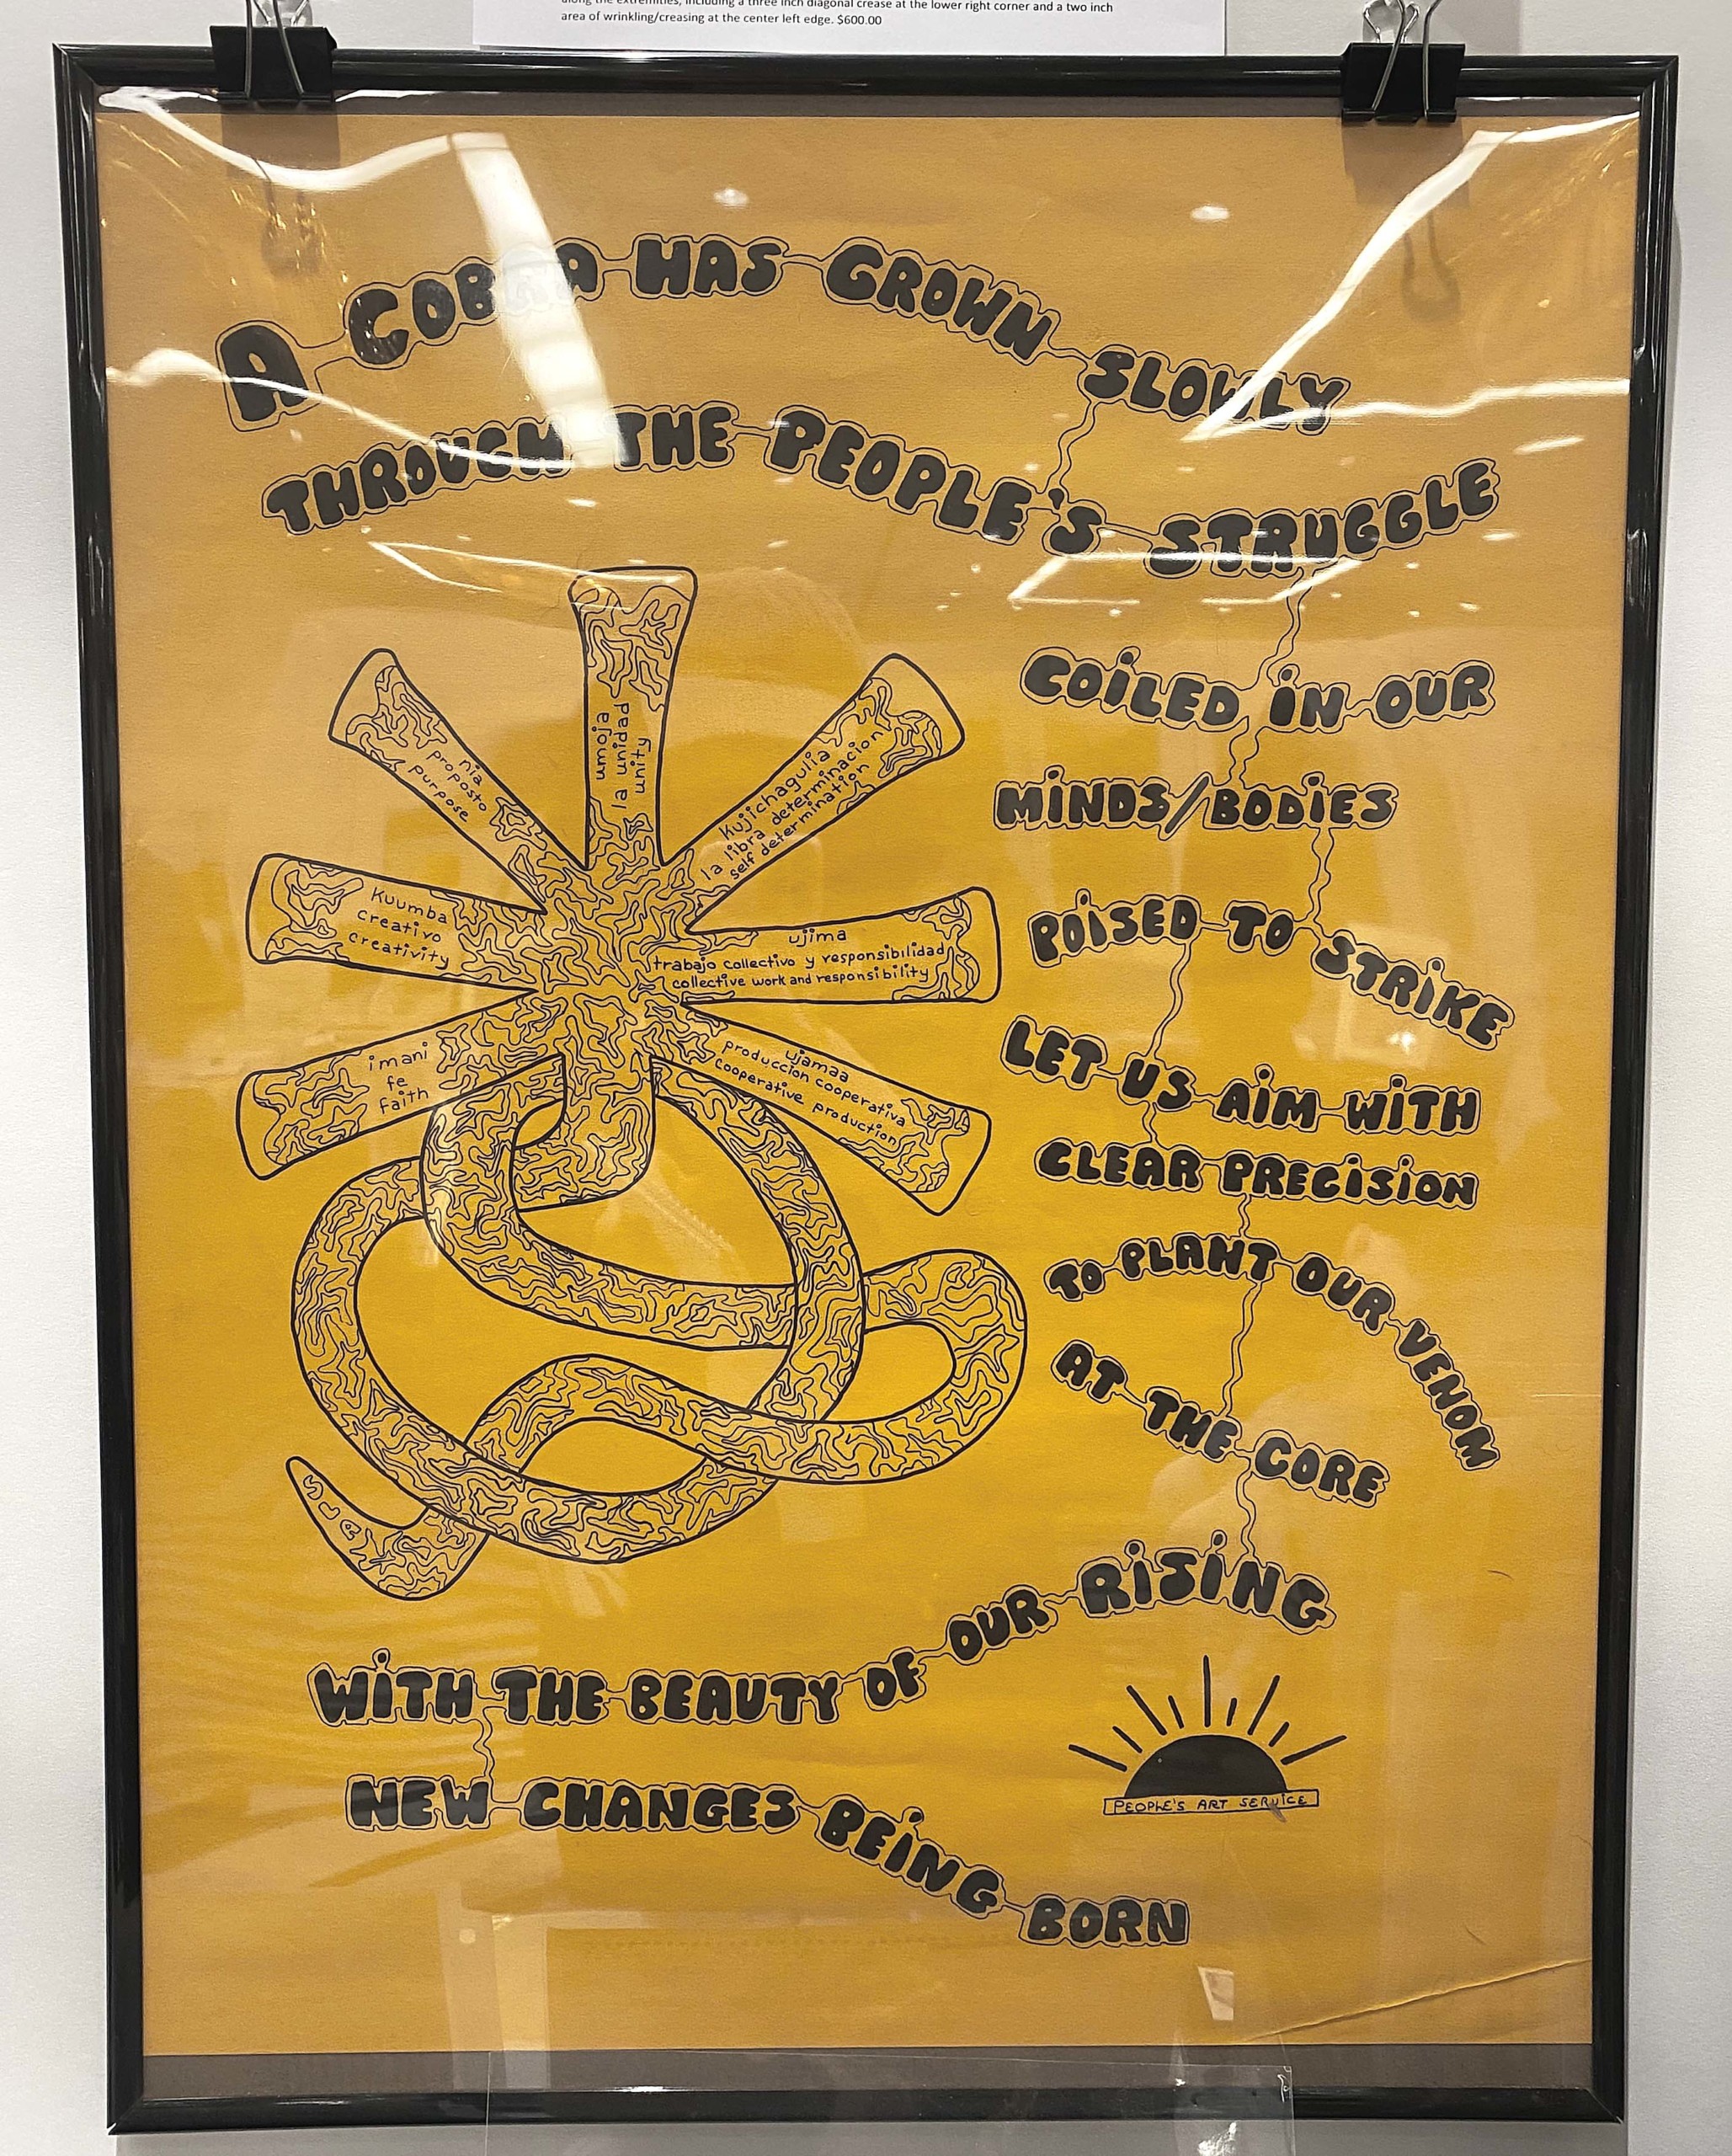 area of wrinkling/creasing at the center left edge. $600.00
A COBRA HAS GROWN SLOWLY
THROUGH THE PEOPLE'S STRUGGLE
COILED IN OUR
MINDS/BODIES
POISED TO STRIKE
LET US AIM WITH
CLEAR PRECISION
TO PLANT OUR VENOM
AT THE CORE
WITH THE BEAUTY OF OUR RISING
NEW CHANGES BEING BORN
umoja
la unidad
unity
Kujichagulia
la libra determinacion
self determination
ujima
trabajo collectivo y responsibilidad
collective work and responsibility
ujamaa
produccion cooperativa
cooperative production
nia
proposto
purpose
Kuumba
creativo
creativity
imani
fe
faith
SLA
PEOPLE'S ART SERVICE